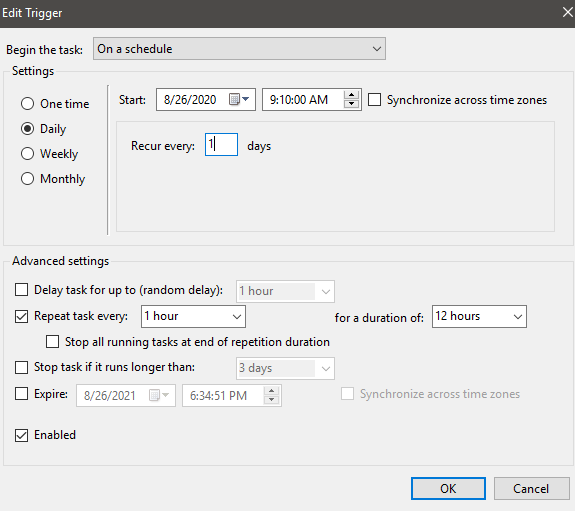 Edit Trigger
Begin the task: On a schedule
Settings
One time
Start: 8/26/2020 9:10:00 AM Synchronize across time zones
Daily
Recur every: 1 days
Weekly
Monthly
Advanced settings
Delay task for up to (random delay): 1 hour
Repeat task every: 1 hour for a duration of: 12 hours
Stop all running tasks at end of repetition duration
Stop task if it runs longer than: 3 days
Expire: 8/26/2021 6:34:51 PM Synchronize across time zones
Enabled
OK Cancel